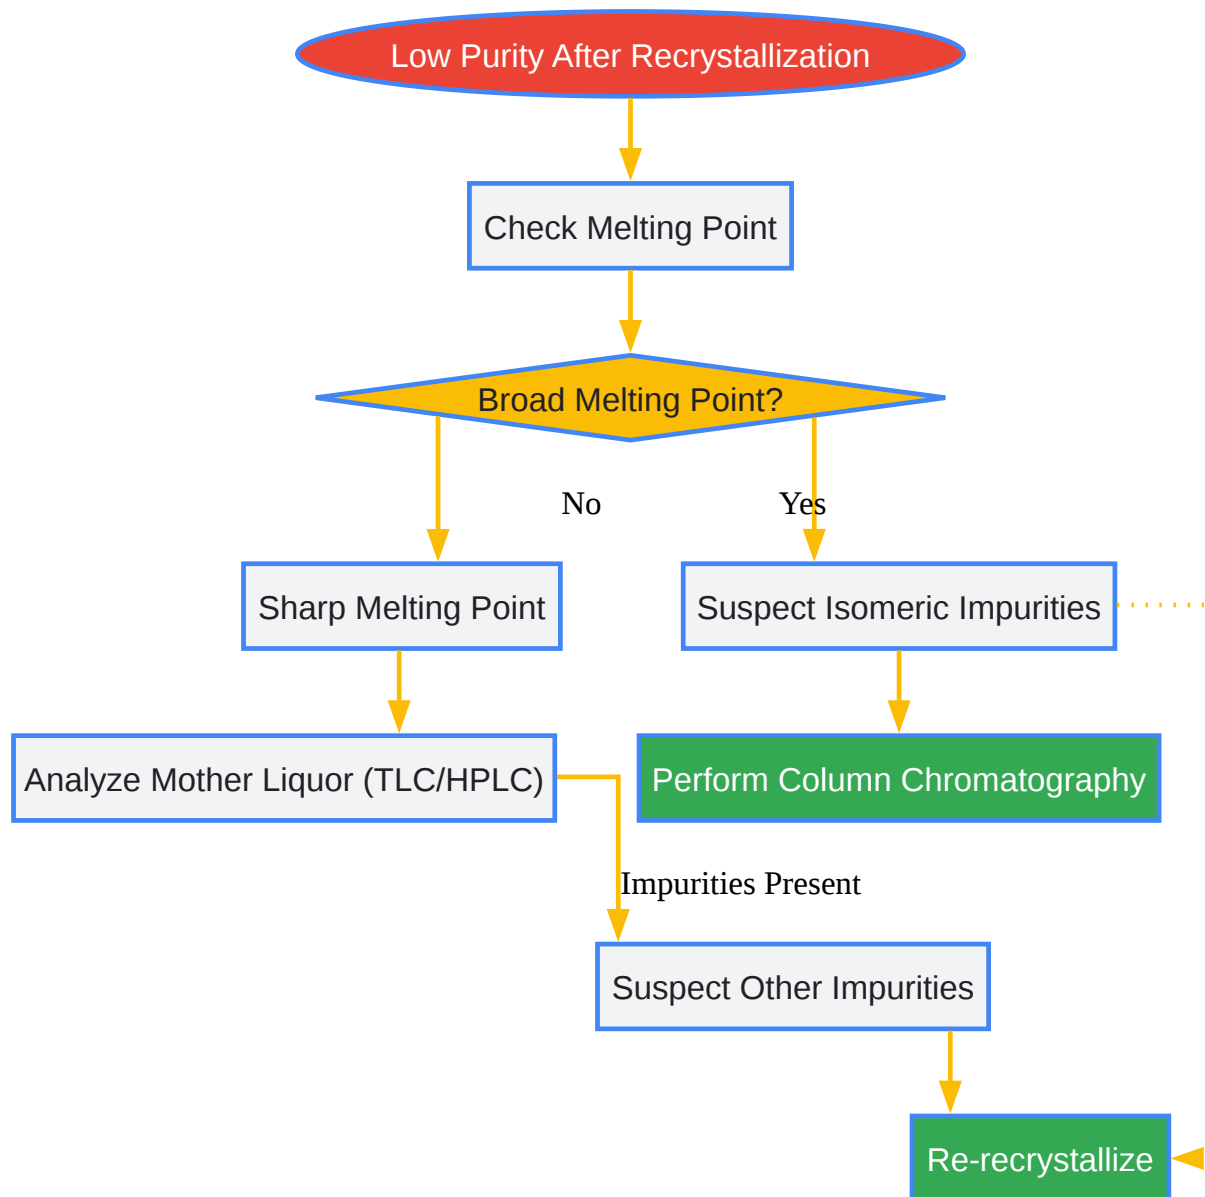 Low Purity After Recrystallization
Check Melting Point
Broad Melting Point?
No
Yes
Sharp Melting Point
Suspect Isomeric Impurities
Analyze Mother Liquor (TLC/HPLC)
Perform Column Chromatography
Impurities Present
Suspect Other Impurities
Re-recrystallize